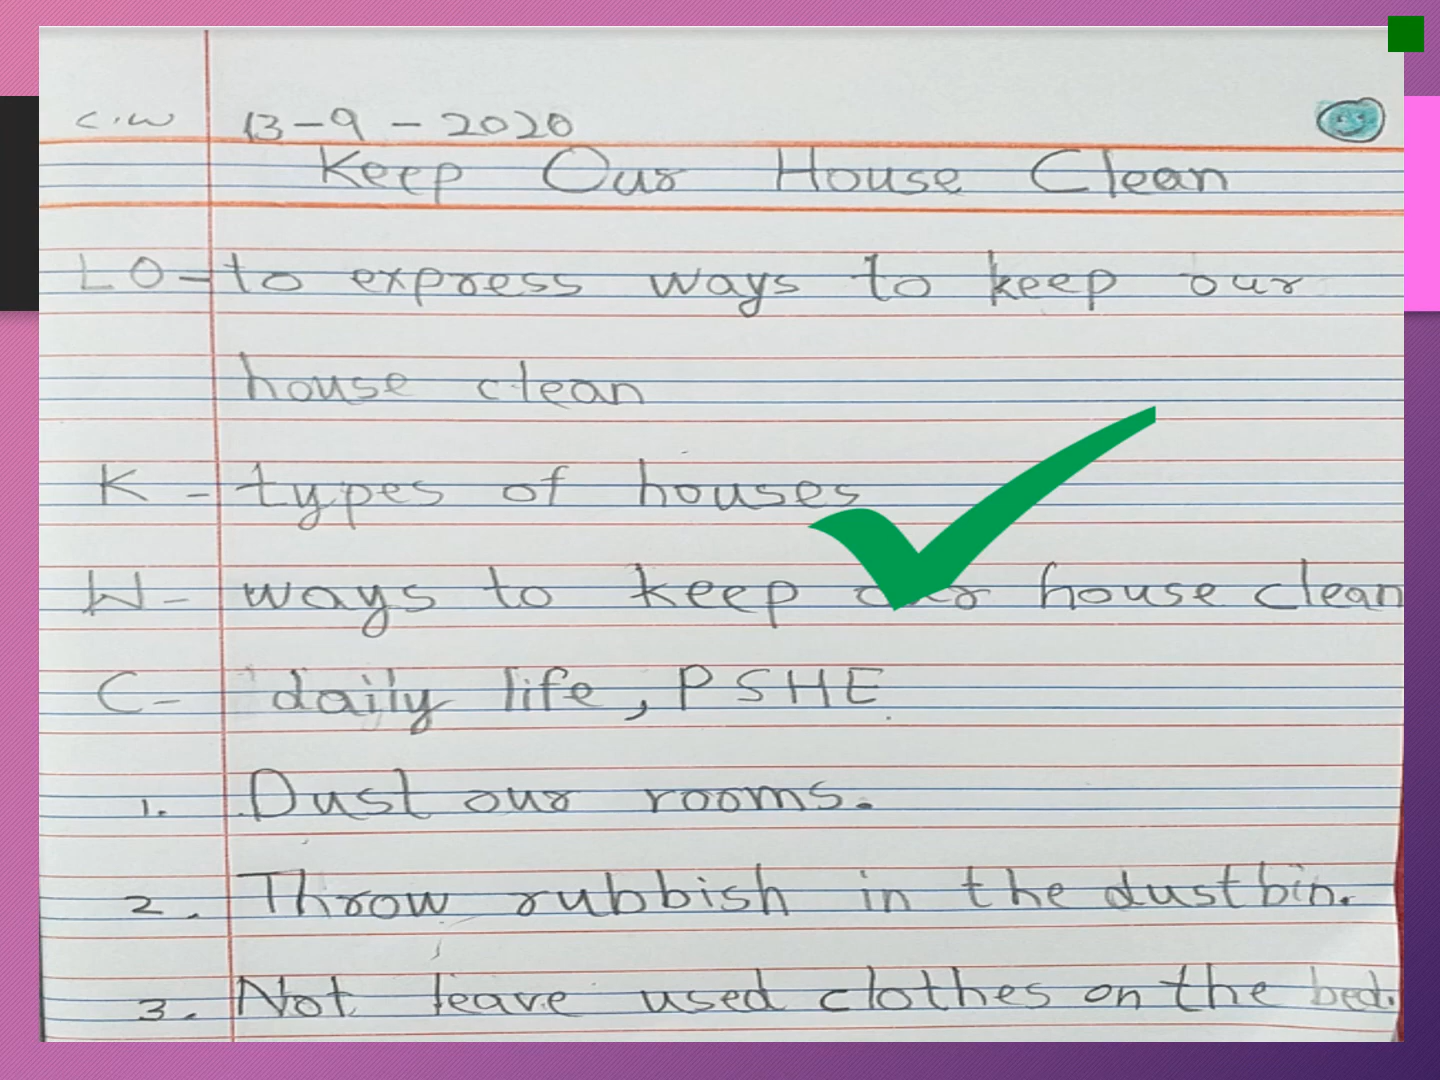 C.W 13-9-2020
Keep Our House Clean
LO- to express ways to keep our
house clean
K - types of houses
W- ways to keep our house clean
C- daily life, PSHE
1. Dust our rooms.
2. Throw rubbish in the dustbin.
3. Not leave used clothes on the bed.